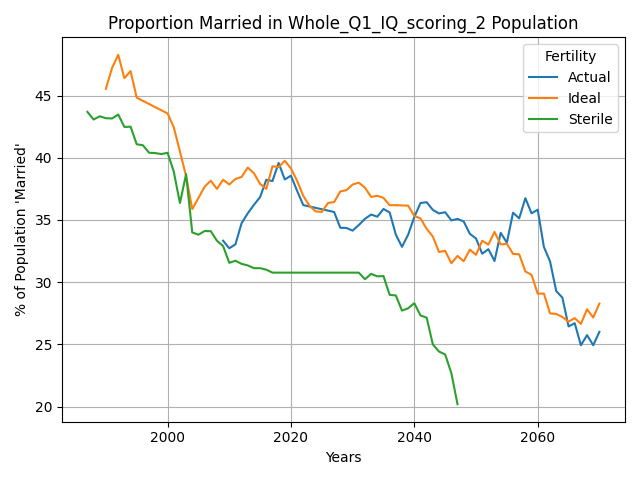 Proportion Married in Whole_Q1_IQ_scoring_2 Population
Fertility
Actual
Ideal
Sterile
% of Population 'Married'
45
40
35
30
25
20
2000
2020
2040
2060
Years